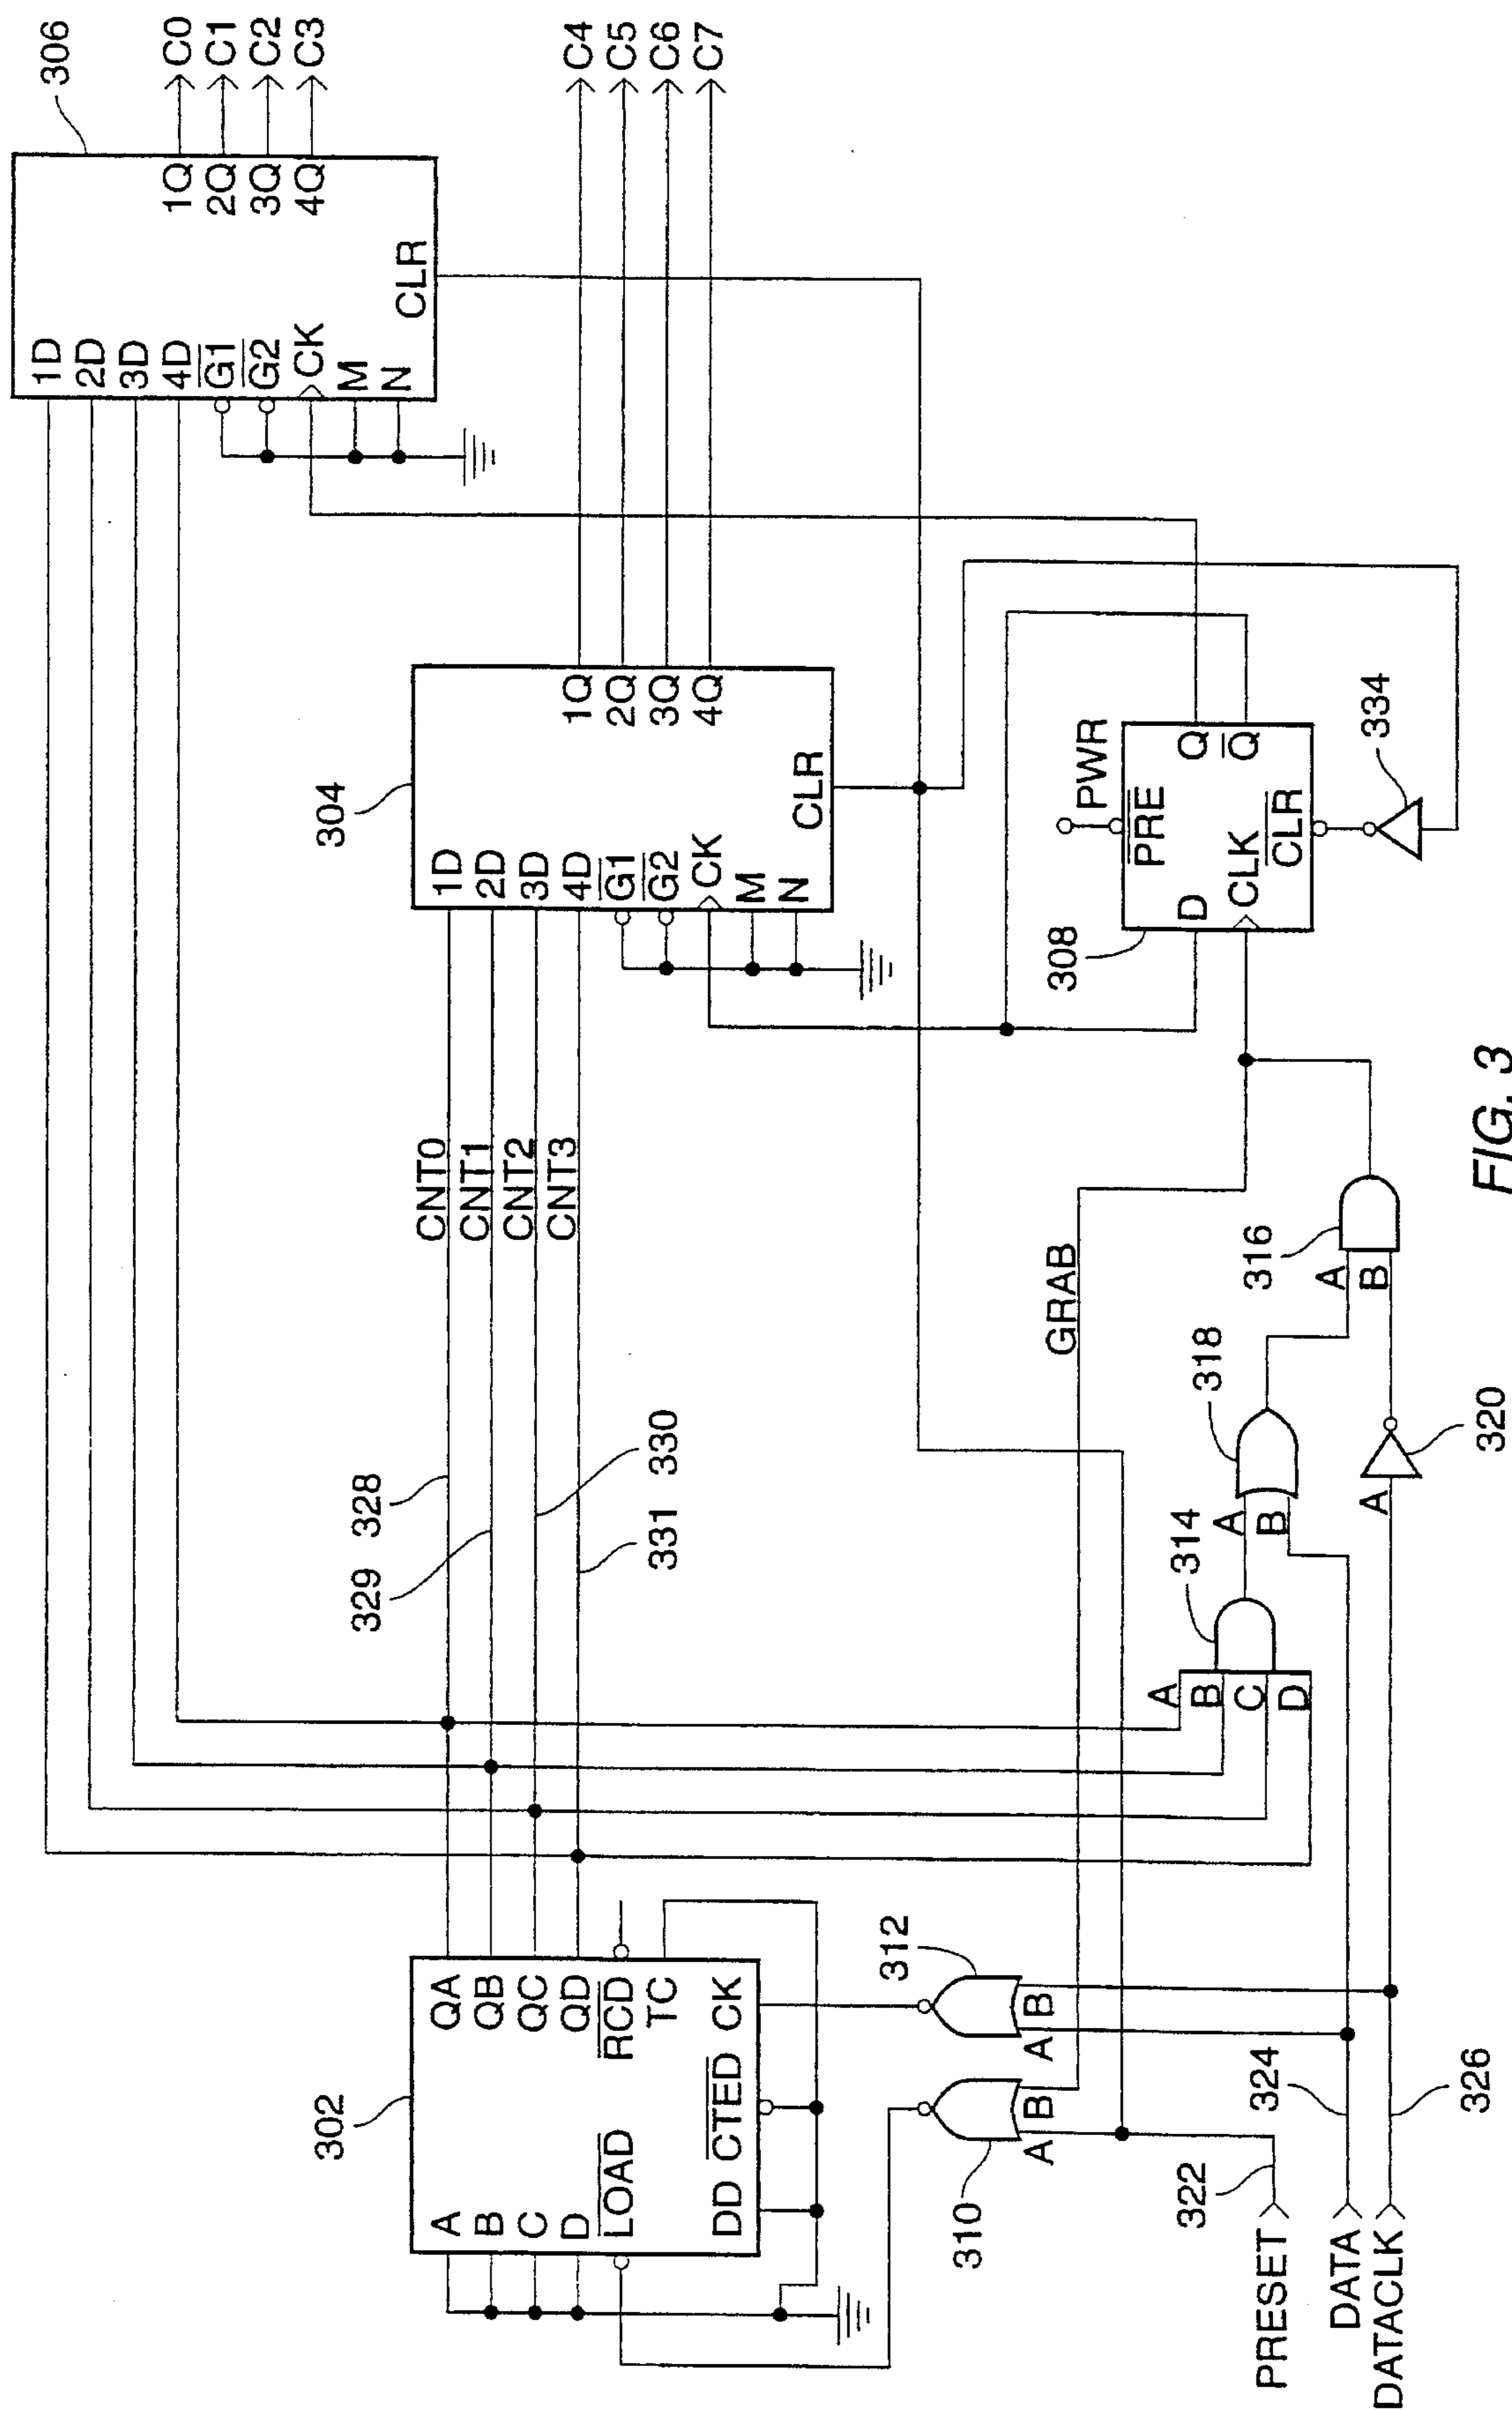 306
1D
2D
3D
4D
G1
G2
CK
M
N
CLR
1Q
2Q
3Q
4Q
C0
C1
C2
C3
304
1D
2D
3D
4D
G1
G2
CK
M
N
CLR
1Q
2Q
3Q
4Q
C4
C5
C6
C7
CNT0
CNT1
CNT2
CNT3
328
329
330
331
302
A
B
C
D
LOAD
DD
CTED
CK
QA
QB
QC
QD
RCD
TC
310
A
B
312
A
B
GRAB
308
D
CLK
PRE
CLR
Q
Q
PWR
334
314
A
B
C
D
318
A
B
316
A
B
320
A
PRESET
322
DATA
324
DATACLK
326
FIG. 3